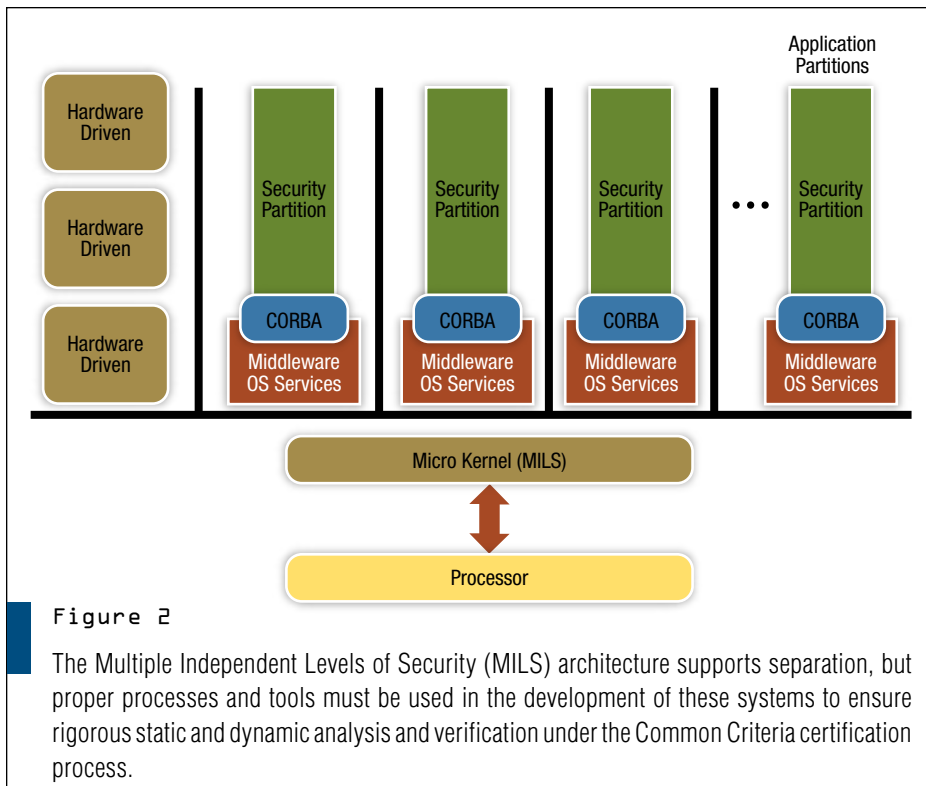 Application
Partitions
Hardware
Driven
Hardware
Driven
Hardware
Driven
Security
Partition
Security
Partition
Security
Partition
...
Security
Partition
CORBA
CORBA
CORBA
CORBA
Middleware
OS Services
Middleware
OS Services
Middleware
OS Services
Middleware
OS Services
Micro Kernel (MILS)
Processor
Figure 2
The Multiple Independent Levels of Security (MILS) architecture supports separation, but
proper processes and tools must be used in the development of these systems to ensure
rigorous static and dynamic analysis and verification under the Common Criteria certification
process.